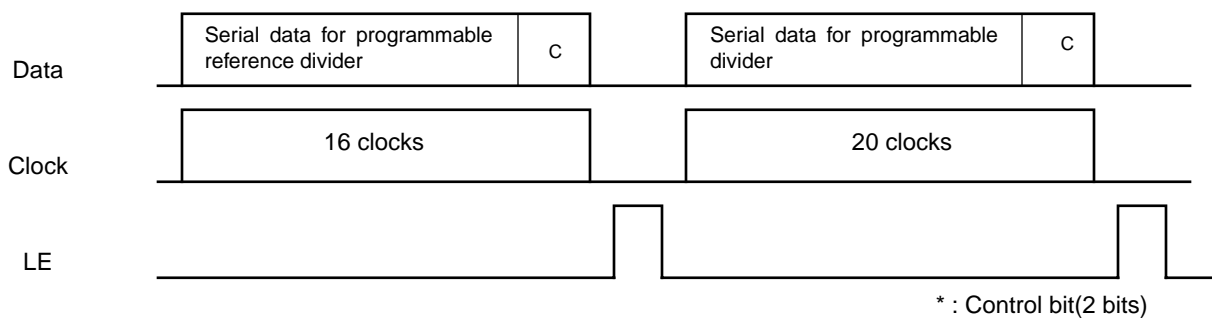 Data
Serial data for programmable
reference divider
C
Serial data for programmable
divider
C
Clock
16 clocks
20 clocks
LE
* : Control bit(2 bits)